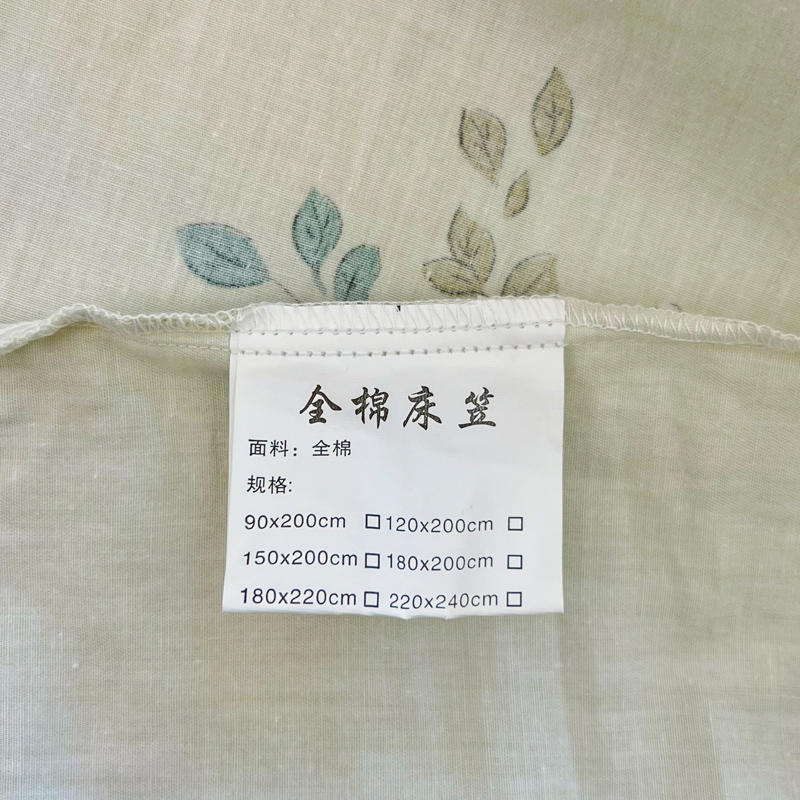 全棉床笠
面料：全棉
规格:
90x200cm □ 120x200cm □
150x200cm □ 180x200cm □
180x220cm □ 220x240cm □